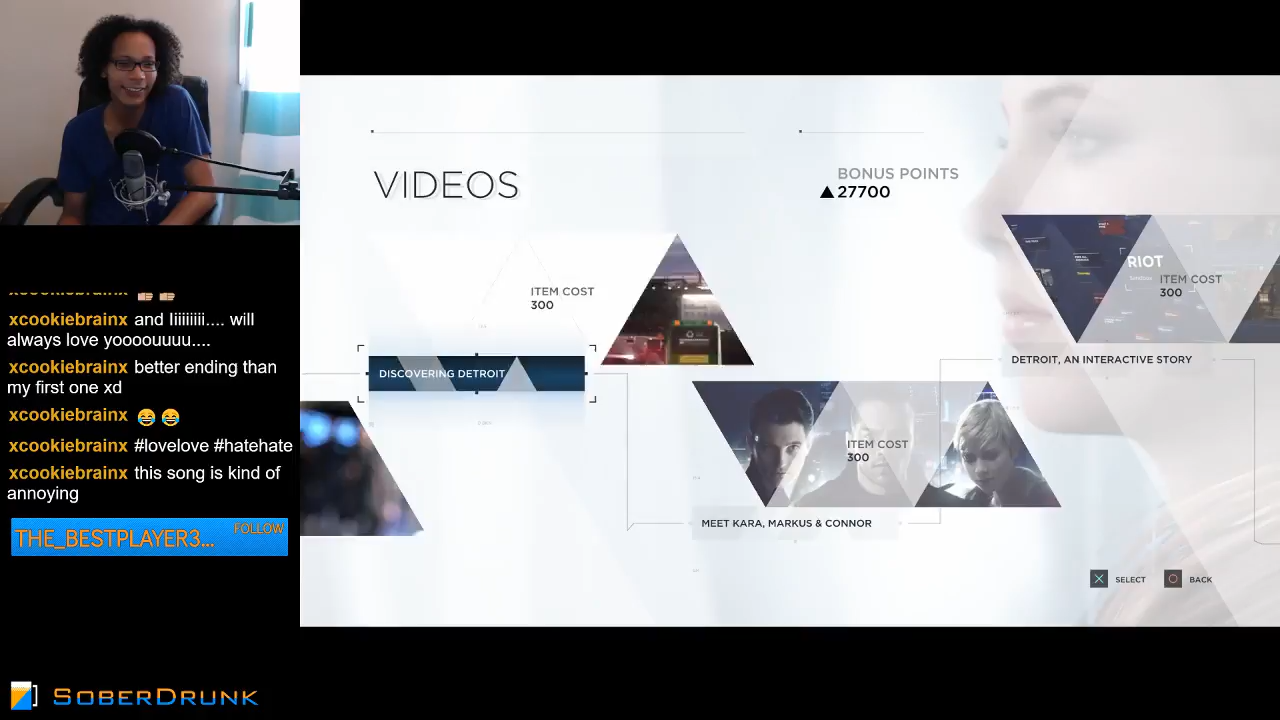 xcookiebrainx and Iiiiiiii.... will
always love yoooouuuu....
xcookiebrainx better ending than
my first one xd
xcookiebrainx 😂 😂
xcookiebrainx #lovelove #hatehate
xcookiebrainx this song is kind of
annoying
THE_BESTPLAYER3... FOLLOW
SOBERDRUNK
VIDEOS
BONUS POINTS
27700
ITEM COST
300
DISCOVERING DETROIT
ITEM COST
300
MEET KARA, MARKUS & CONNOR
RIOT
ITEM COST
300
DETROIT, AN INTERACTIVE STORY
SELECT
BACK